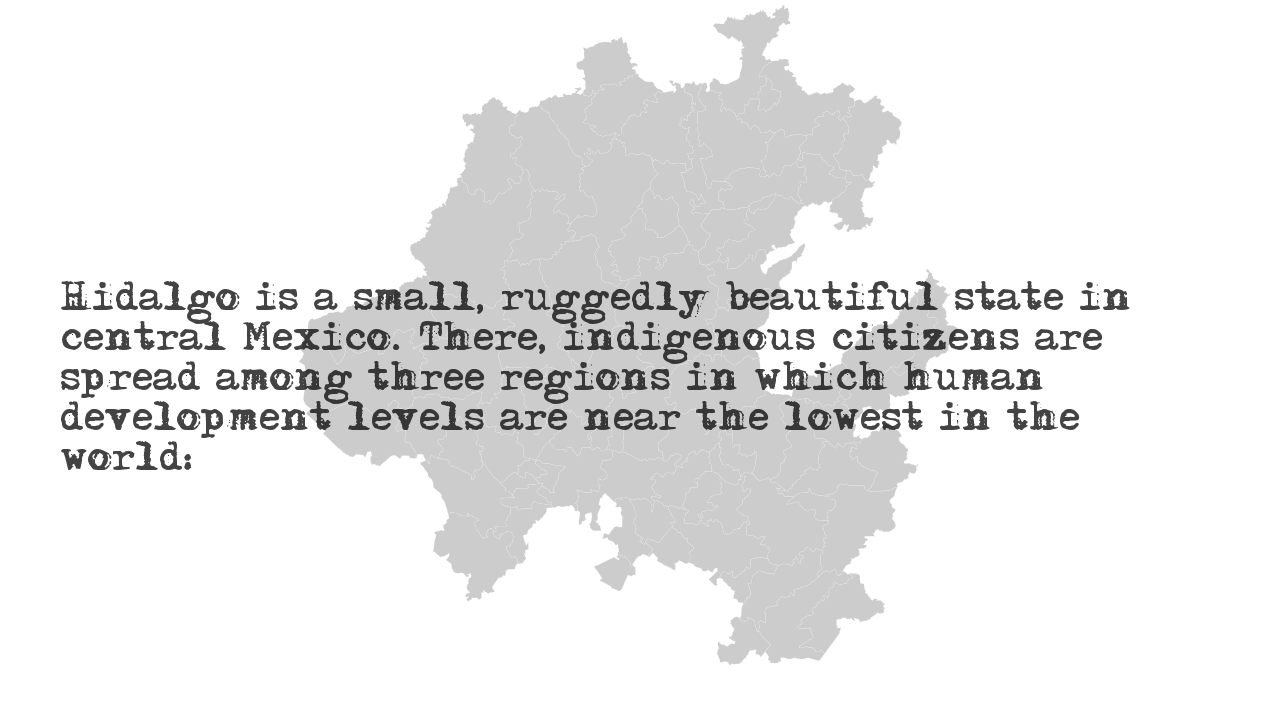 Hidalgo is a small, ruggedly beautiful state in
central Mexico. There, indigenous citizens are
spread among three regions in which human
development levels are near the lowest in the
world: